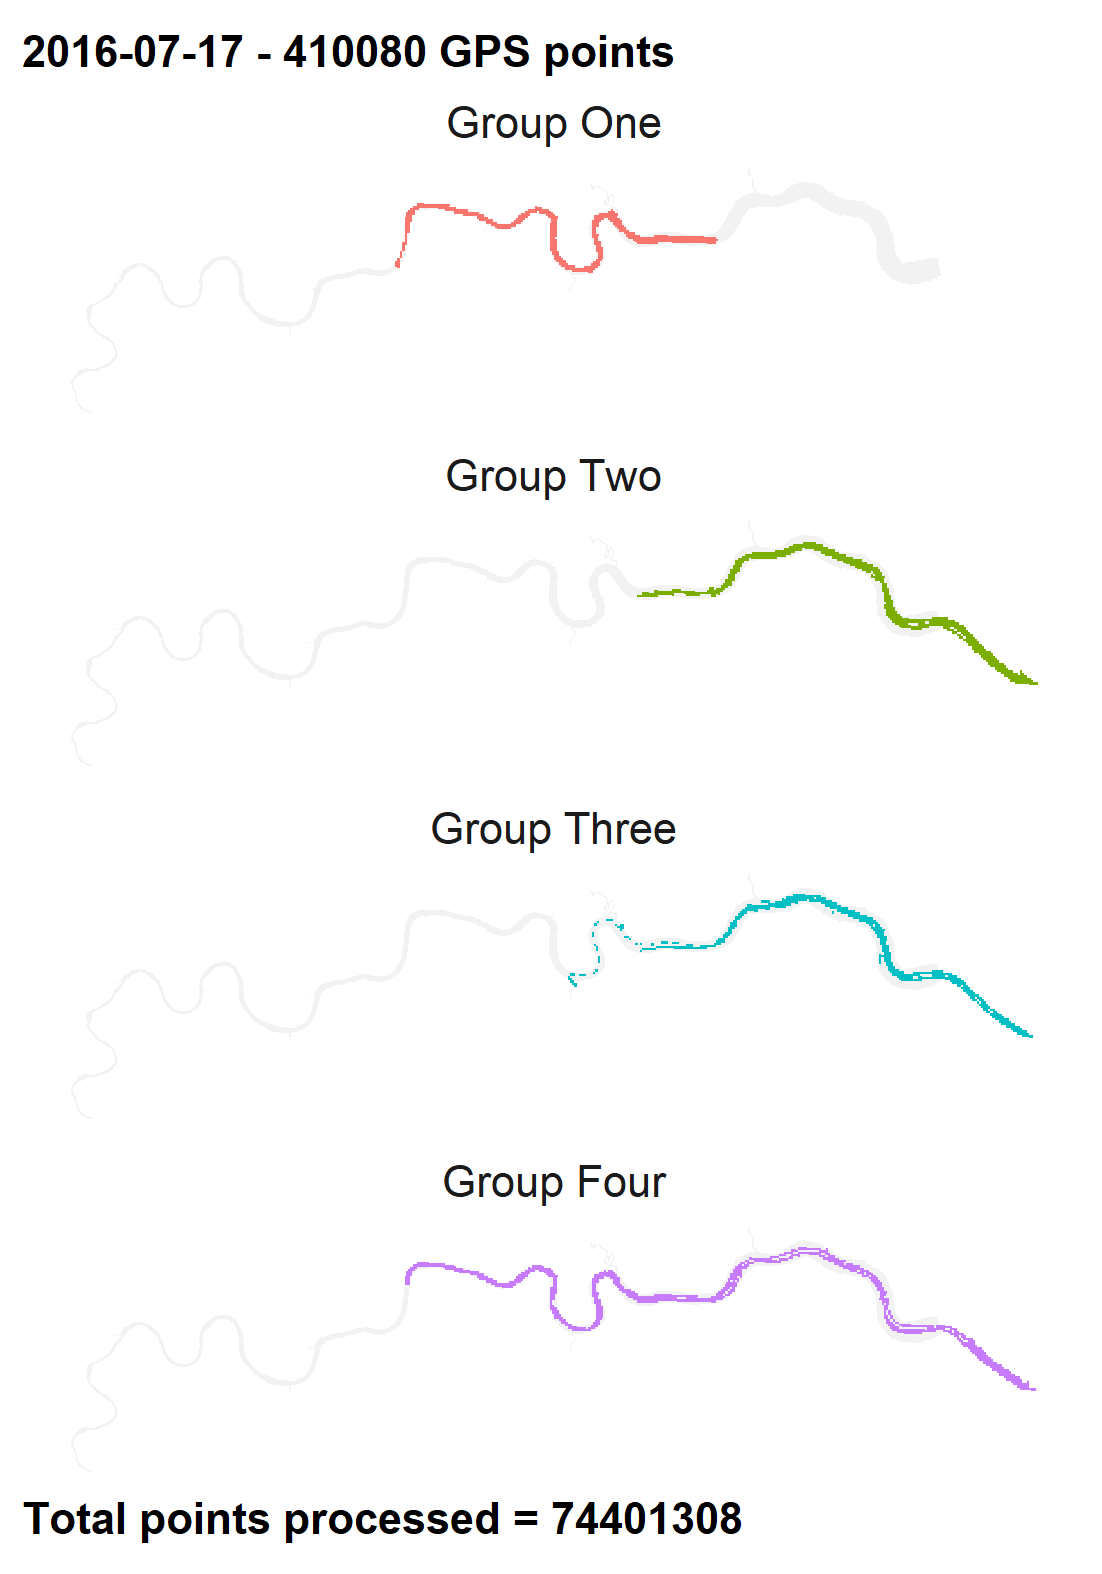 2016-07-17 - 410080 GPS points
Group One
Group Two
Group Three
Group Four
Total points processed = 74401308